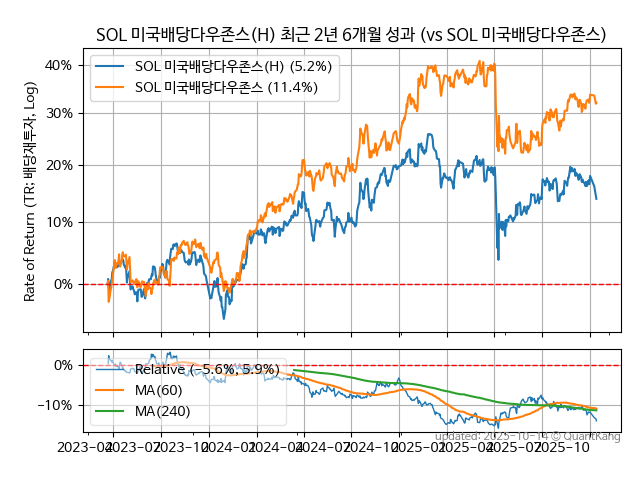 SOL 미국배당다우존스(H) 최근 2년 6개월 성과 (vs SOL 미국배당다우존스)
Rate of Return (TR: 배당재투자, Log)
40%
30%
20%
10%
0%
SOL 미국배당다우존스(H) (5.2%)
SOL 미국배당다우존스 (11.4%)
0%
−10%
Relative (−5.6%, 5.9%)
MA(60)
MA(240)
updated: 2025-10-14 © QuantKang
2023-04
2023-07
2023-10
2024-01
2024-04
2024-07
2024-10
2025-01
2025-04
2025-07
2025-10